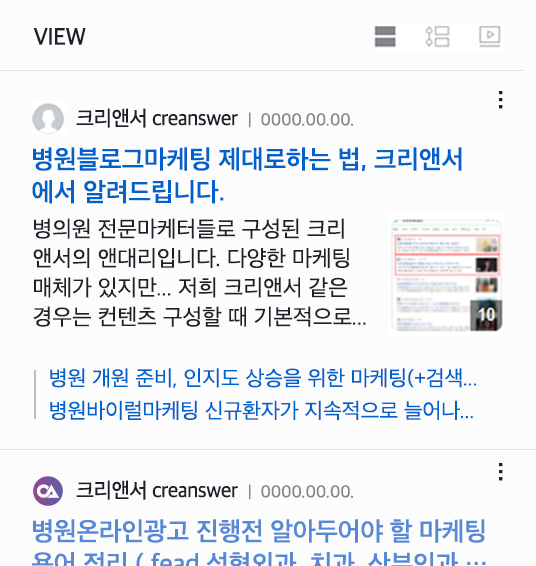 VIEW
크리앤서 creanswer | 0000.00.00.
병원블로그마케팅 제대로하는 법, 크리앤서
에서 알려드립니다.
병의원 전문마케터들로 구성된 크리
앤서의 앤대리입니다. 다양한 마케팅
매체가 있지만... 저희 크리앤서 같은
경우는 컨텐츠 구성할 때 기본적으로...
10
병원 개원 준비, 인지도 상승을 위한 마케팅(+검색...
병원바이럴마케팅 신규환자가 지속적으로 늘어나...
CA
크리앤서 creanswer | 0000.00.00.
병원온라인광고 진행전 알아두어야 할 마케팅
용어 정리 ( fead 성형외과, 치과, 산부인과 ...